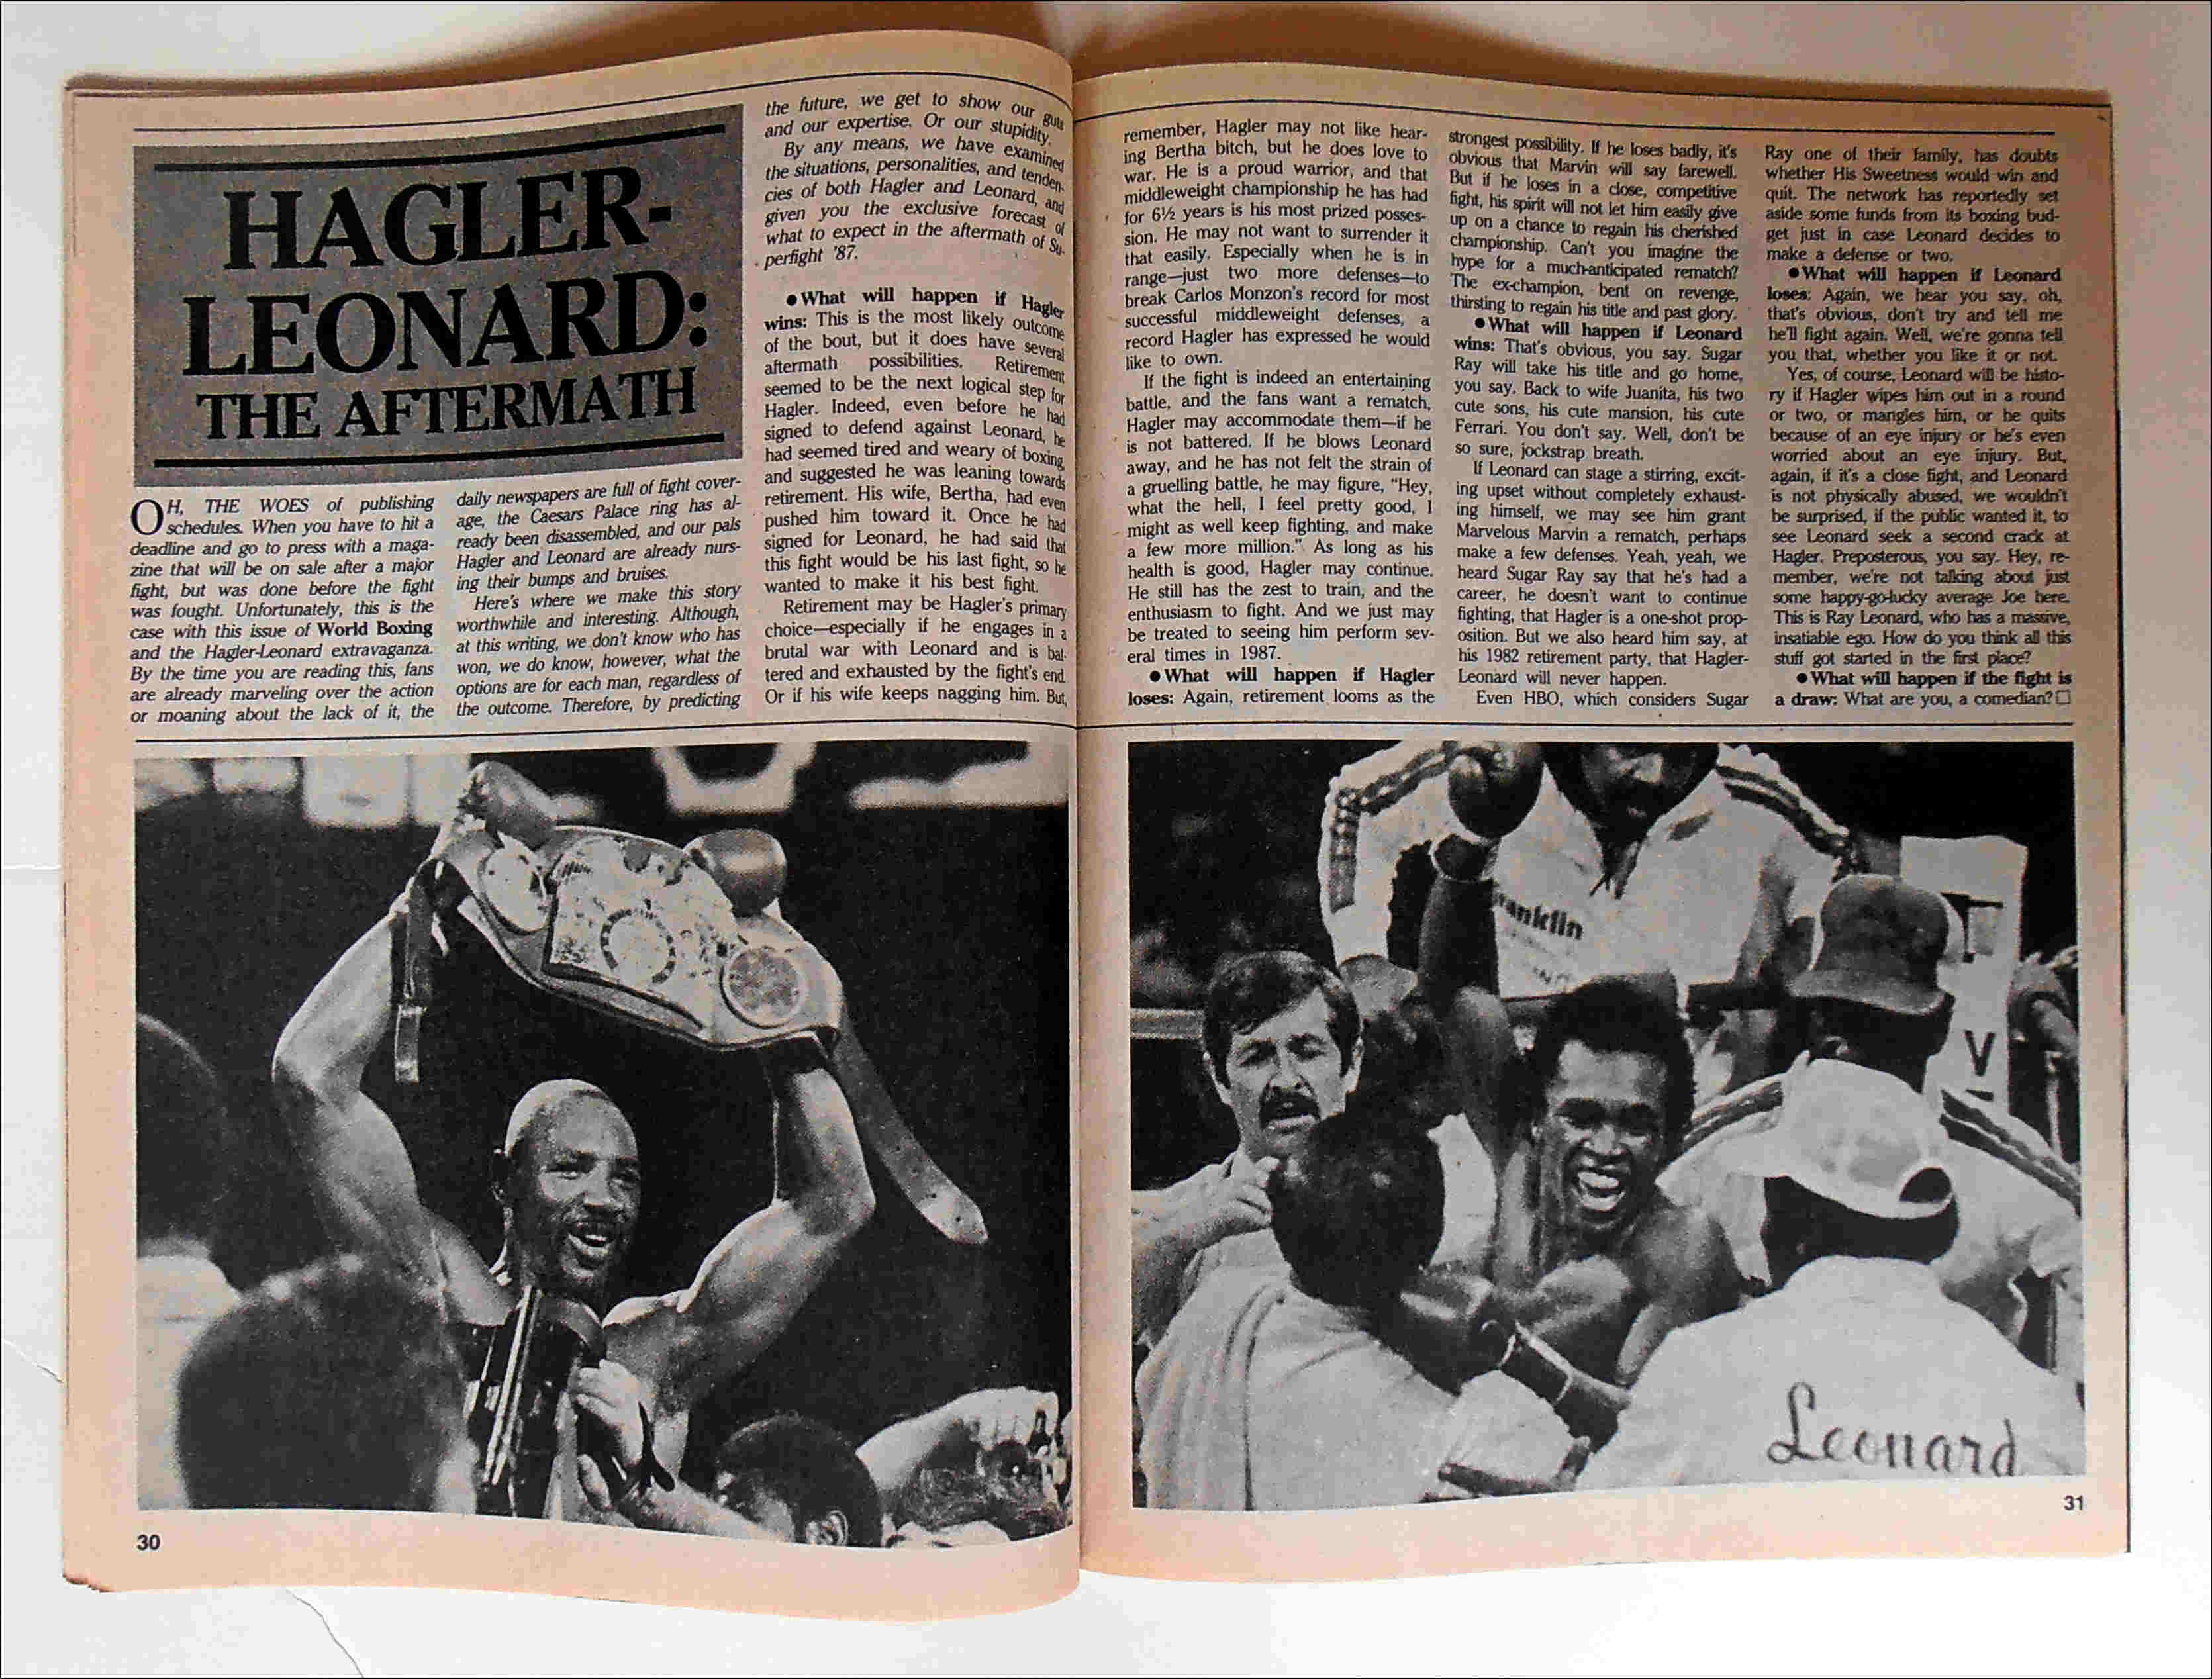 HAGLER-
LEONARD:
THE AFTERMATH
OH, THE WOES of publishing
schedules. When you have to hit a
deadline and go to press with a maga-
zine that will be on sale after a major
fight, but was done before the fight
was fought. Unfortunately, this is the
case with this issue of World Boxing
and the Hagler-Leonard extravaganza.
By the time you are reading this, fans
are already marveling over the action
or moaning about the lack of it, the
daily newspapers are full of fight cover-
age, the Caesars Palace ring has al-
ready been disassembled, and our pals
Hagler and Leonard are already nurs-
ing their bumps and bruises.
Here's where we make this story
worthwhile and interesting. Although,
at this writing, we don't know who has
won, we do know, however, what the
options are for each man, regardless of
the outcome. Therefore, by predicting
the future, we get to show our guts
and our expertise. Or our stupidity.
By any means, we have examined
the situations, personalities, and tenden-
cies of both Hagler and Leonard, and
given you the exclusive forecast of
what to expect in the aftermath of Su-
perfight '87.
●What will happen if Hagler
wins: This is the most likely outcome
of the bout, but it does have several
aftermath possibilities. Retirement
seemed to be the next logical step for
Hagler. Indeed, even before he had
signed to defend against Leonard, he
had seemed tired and weary of boxing,
and suggested he was leaning towards
retirement. His wife, Bertha, had even
pushed him toward it. Once he had
signed for Leonard, he had said that
this fight would be his last fight, so he
wanted to make it his best fight.
Retirement may be Hagler's primary
choice—especially if he engages in a
brutal war with Leonard and is bat-
tered and exhausted by the fight's end.
Or if his wife keeps nagging him. But,
30
remember, Hagler may not like hear-
ing Bertha bitch, but he does love to
war. He is a proud warrior, and that
middleweight championship he has had
for 6½ years is his most prized posses-
sion. He may not want to surrender it
that easily. Especially when he is in
range—just two more defenses—to
break Carlos Monzon's record for most
successful middleweight defenses, a
record Hagler has expressed he would
like to own.
If the fight is indeed an entertaining
battle, and the fans want a rematch,
Hagler may accommodate them—if he
is not battered. If he blows Leonard
away, and he has not felt the strain of
a gruelling battle, he may figure, "Hey,
what the hell, I feel pretty good, I
might as well keep fighting, and make
a few more million." As long as his
health is good, Hagler may continue.
He still has the zest to train, and the
enthusiasm to fight. And we just may
be treated to seeing him perform sev-
eral times in 1987.
●What will happen if Hagler
loses: Again, retirement looms as the
strongest possibility. If he loses badly, it's
obvious that Marvin will say farewell.
But if he loses in a close, competitive
fight, his spirit will not let him easily give
up on a chance to regain his cherished
championship. Can't you imagine the
hype for a much-anticipated rematch?
The ex-champion, bent on revenge,
thirsting to regain his title and past glory.
●What will happen if Leonard
wins: That's obvious, you say. Sugar
Ray will take his title and go home,
you say. Back to wife Juanita, his two
cute sons, his cute mansion, his cute
Ferrari. You don't say. Well, don't be
so sure, jockstrap breath.
If Leonard can stage a stirring, excit-
ing upset without completely exhaust-
ing himself, we may see him grant
Marvelous Marvin a rematch, perhaps
make a few defenses. Yeah, yeah, we
heard Sugar Ray say that he's had a
career, he doesn't want to continue
fighting, that Hagler is a one-shot prop-
osition. But we also heard him say, at
his 1982 retirement party, that Hagler-
Leonard will never happen.
Even HBO, which considers Sugar
Ray one of their family, has doubts
whether His Sweetness would win and
quit. The network has reportedly set
aside some funds from its boxing bud-
get just in case Leonard decides to
make a defense or two.
●What will happen if Leonard
loses: Again, we hear you say, oh,
that's obvious, don't try and tell me
he'll fight again. Well, we're gonna tell
you that, whether you like it or not.
Yes, of course, Leonard will be histo-
ry if Hagler wipes him out in a round
or two, or mangles him, or he quits
because of an eye injury or he's even
worried about an eye injury. But,
again, if it's a close fight, and Leonard
is not physically abused, we wouldn't
be surprised, if the public wanted it, to
see Leonard seek a second crack at
Hagler. Preposterous, you say. Hey, re-
member, we're not talking about just
some happy-go-lucky average Joe here.
This is Ray Leonard, who has a massive,
insatiable ego. How do you think all this
stuff got started in the first place?
●What will happen if the fight is
a draw: What are you, a comedian?□
ranklin
V
Leonard
31